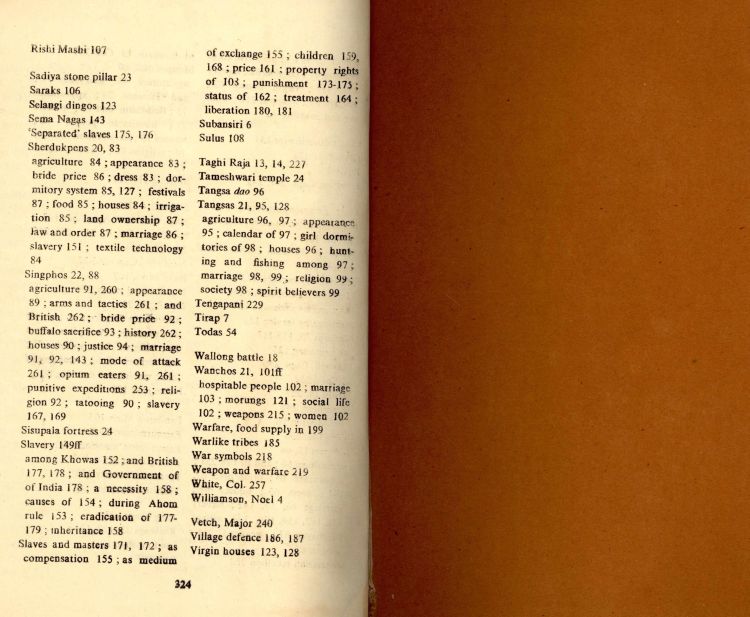 Rishi Mashi 107
Sadiya stone pillar 23
Saraks 106
Selangi dingos 123
Sema Nagas 143
'Separated' slaves 175, 176
Sherdukpens 20, 83
agriculture 84 ; appearance 83 ;
bride price 86 ; dress 83 ; dor-
mitory system 85, 127 ; festivals
87 ; food 85 ; houses 84 ; irriga-
tion 85 ; land ownership 87 ;
law and order 87 ; marriage 86 ;
slavery 151 ; textile technology
84
Singphos 22, 88
agriculture 91, 260 ; appearance
89 ; arms and tactics 261 ; and
British 262 ; bride price 92 ;
buffalo sacrifice 93 ; history 262 ;
houses 90 ; justice 94 ; marriage
91, 92, 143 ; mode of attack
261 ; opium eaters 91, 261 ;
punitive expeditions 253 ; reli-
gion 92 ; tatooing 90 ; slavery
167, 169
Sisupala fortress 24
Slavery 149ff
among Khowas 152 ; and British
177, 178 ; and Government of
of India 178 ; a necessity 158 ;
causes of 154 ; during Ahom
rule 153 ; eradication of 177-
179 ; inheritance 158
Slaves and masters 171, 172 ; as
compensation 155 ; as medium
of exchange 155 ; children 159,
168 ; price 161 ; property rights
of 108 ; punishment 173-175 ;
status of 162 ; treatment 164 ;
liberation 180, 181
Subansiri 6
Sulus 108
Taghi Raja 13, 14, 227
Tameshwari temple 24
Tangsa dao 96
Tangsas 21, 95, 128
agriculture 96, 97 ; appearance
95 ; calendar of 97 ; girl dormi-
tories of 98 ; houses 96 ; hunt-
ing and fishing among 97 ;
marriage 98, 99 ; religion 99 ;
society 98 ; spirit believers 99
Tengapani 229
Tirap 7
Todas 54
Wallong battle 18
Wanchos 21, 101ff
hospitable people 102 ; marriage
103 ; morungs 121 ; social life
102 ; weapons 215 ; women 102
Warfare, food supply in 199
Warlike tribes 185
War symbols 218
Weapon and warfare 219
White, Col. 257
Williamson, Noel 4
Vetch, Major 240
Village defence 186, 187
Virgin houses 123, 128
324